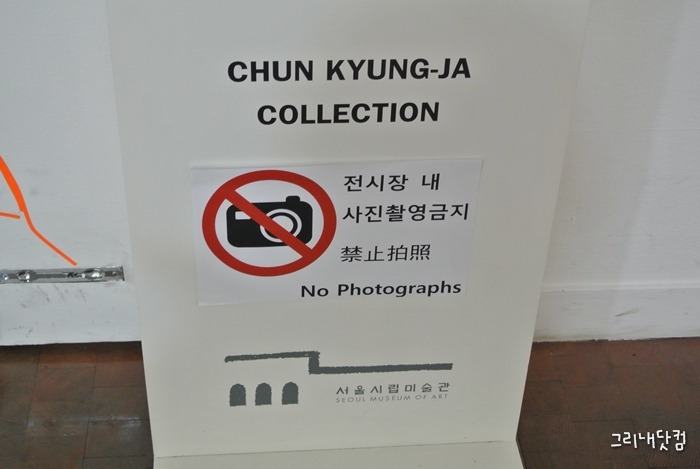 CHUN KYUNG-JA
COLLECTION
전시장 내
사진촬영금지
禁止拍照
No Photographs
서울시립미술관
SEOUL MUSEUM OF ART
그리내닷컴